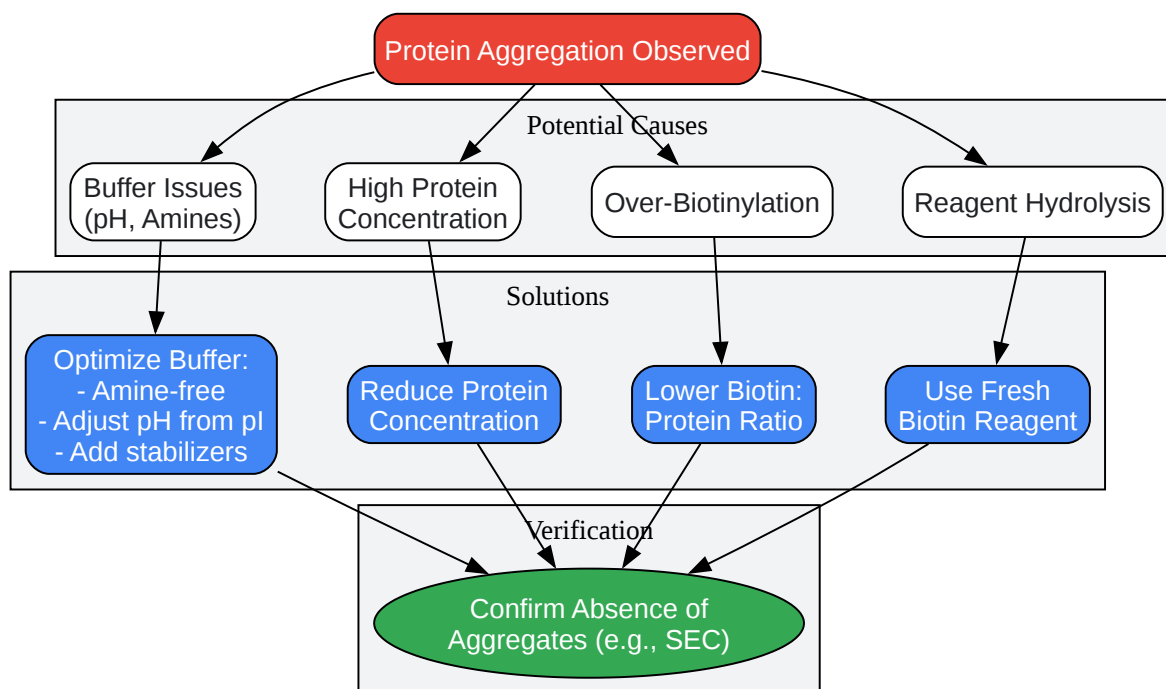 Protein Aggregation Observed
Potential Causes
Buffer Issues
(pH, Amines)
High Protein
Concentration
Over-Biotinylation
Reagent Hydrolysis
Solutions
Optimize Buffer:
- Amine-free
- Adjust pH from pI
- Add stabilizers
Reduce Protein
Concentration
Lower Biotin:
Protein Ratio
Use Fresh
Biotin Reagent
Verification
Confirm Absence of
Aggregates (e.g., SEC)